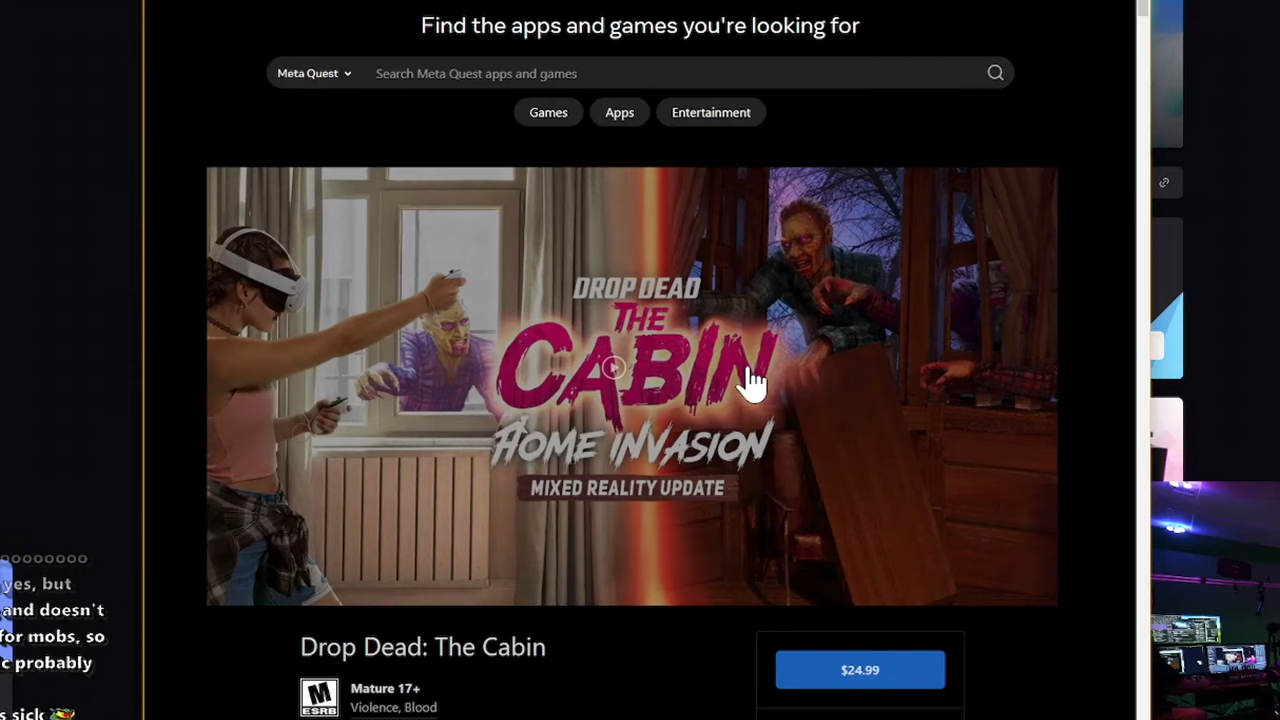 Find the apps and games you're looking for
Meta Quest
Search Meta Quest apps and games
Games
Apps
Entertainment
DROP DEAD
THE
CABIN
HOME INVASION
MIXED REALITY UPDATE
oooooooo
yes, but
and doesn't
for mobs, so
c probably
s sick
Drop Dead: The Cabin
$24.99
M
ESRB
Mature 17+
Violence, Blood